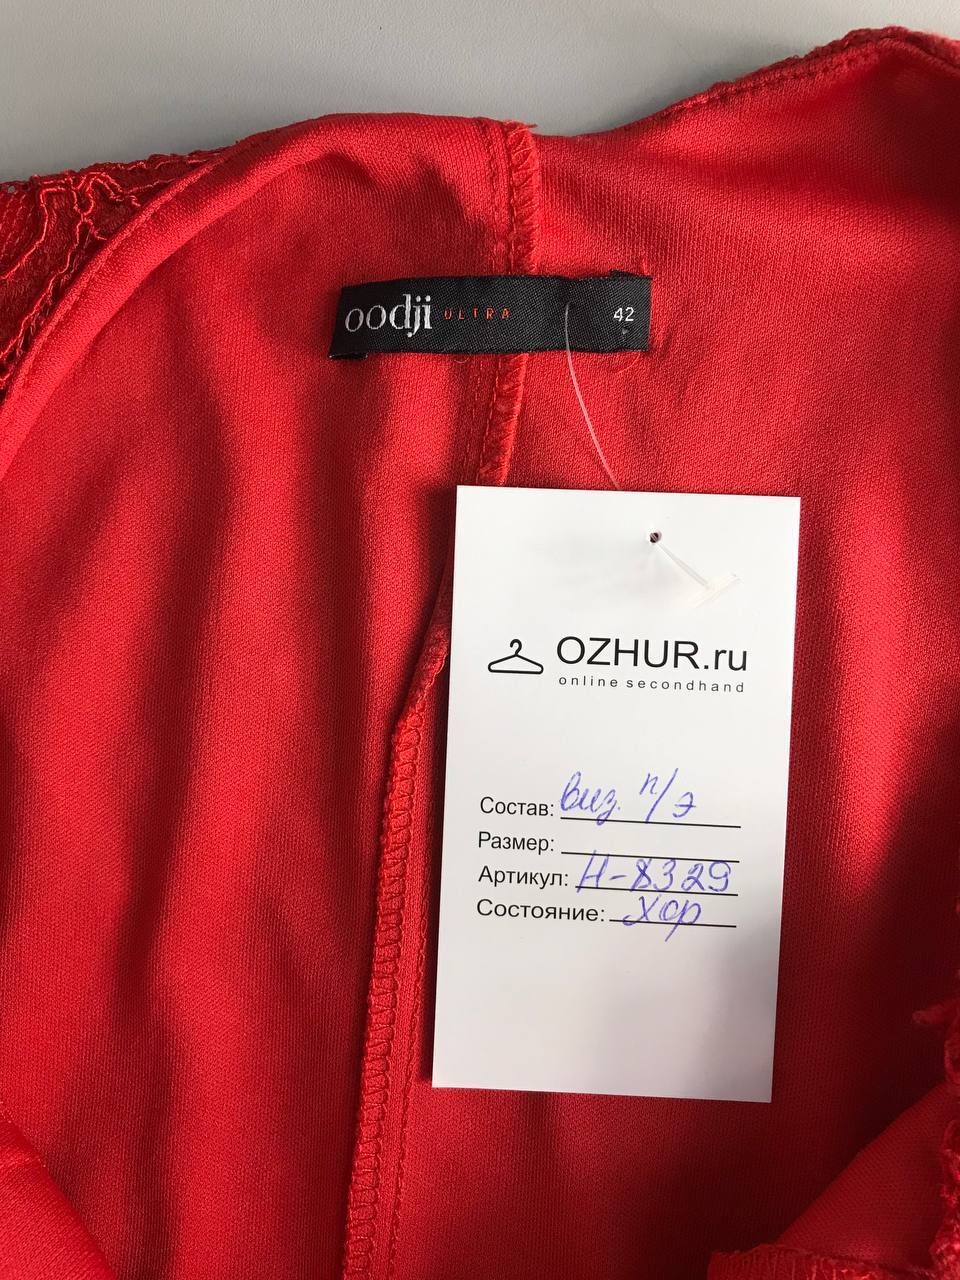 oodji ULTRA 42
OZHUR.ru
online secondhand
Состав: виз. п/э
Размер:
Артикул: Н-8329
Состояние: Хор